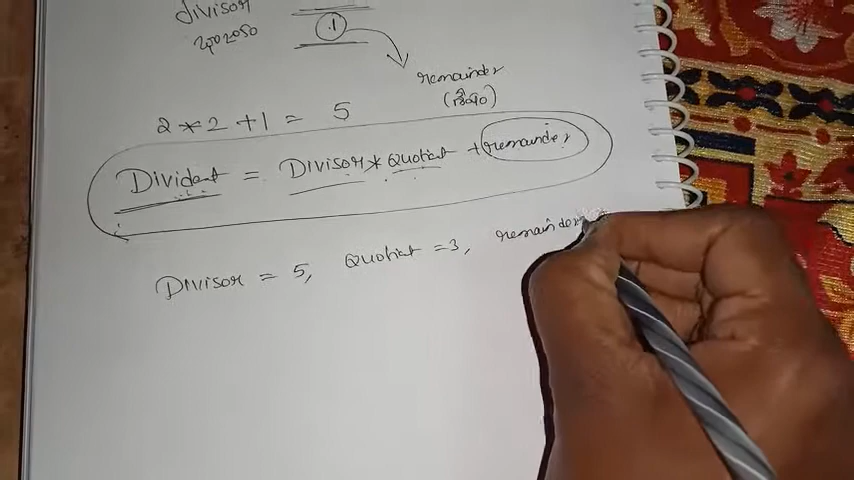 divisor
1
remainder
2 * 2 + 1 = 5
Divident = Divisor * Quotient + remainder
Divisor = 5, Quotient = 3, remainder